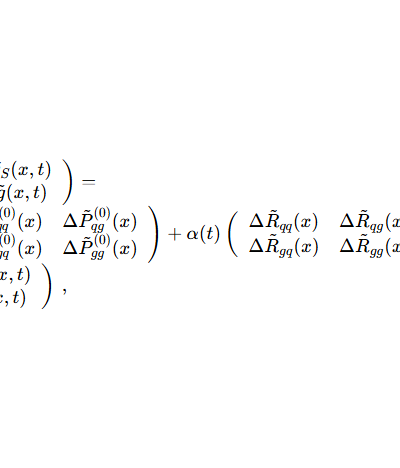 S(x, t)
g̃(x, t) ) =
(0)qq(x) ΔP̃(0)qg(x)
(0)gq(x) ΔP̃(0)gg(x) ) + α(t) ( ΔR̃qq(x) ΔR̃qg(x
ΔR̃gq(x) ΔR̃gg(x
x, t)
x, t) ) ,